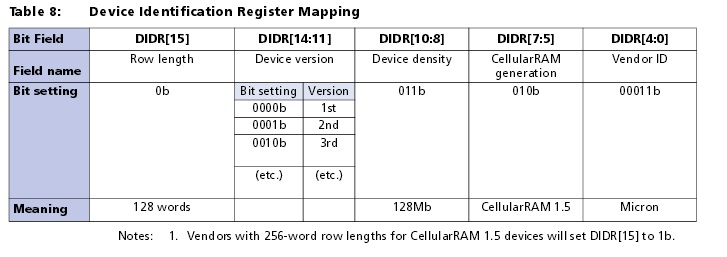 Table 8: Device Identification Register Mapping
Bit Field DIDR[15] DIDR[14:11] DIDR[10:8] DIDR[7:5] DIDR[4:0]
Field name Row length Device version Device density CellularRAM generation Vendor ID
Bit setting 0b Bit setting Version 011b 010b 00011b
0000b 1st
0001b 2nd
0010b 3rd
(etc.) (etc.)
Meaning 128 words 128Mb CellularRAM 1.5 Micron
Notes: 1. Vendors with 256-word row lengths for CellularRAM 1.5 devices will set DIDR[15] to 1b.